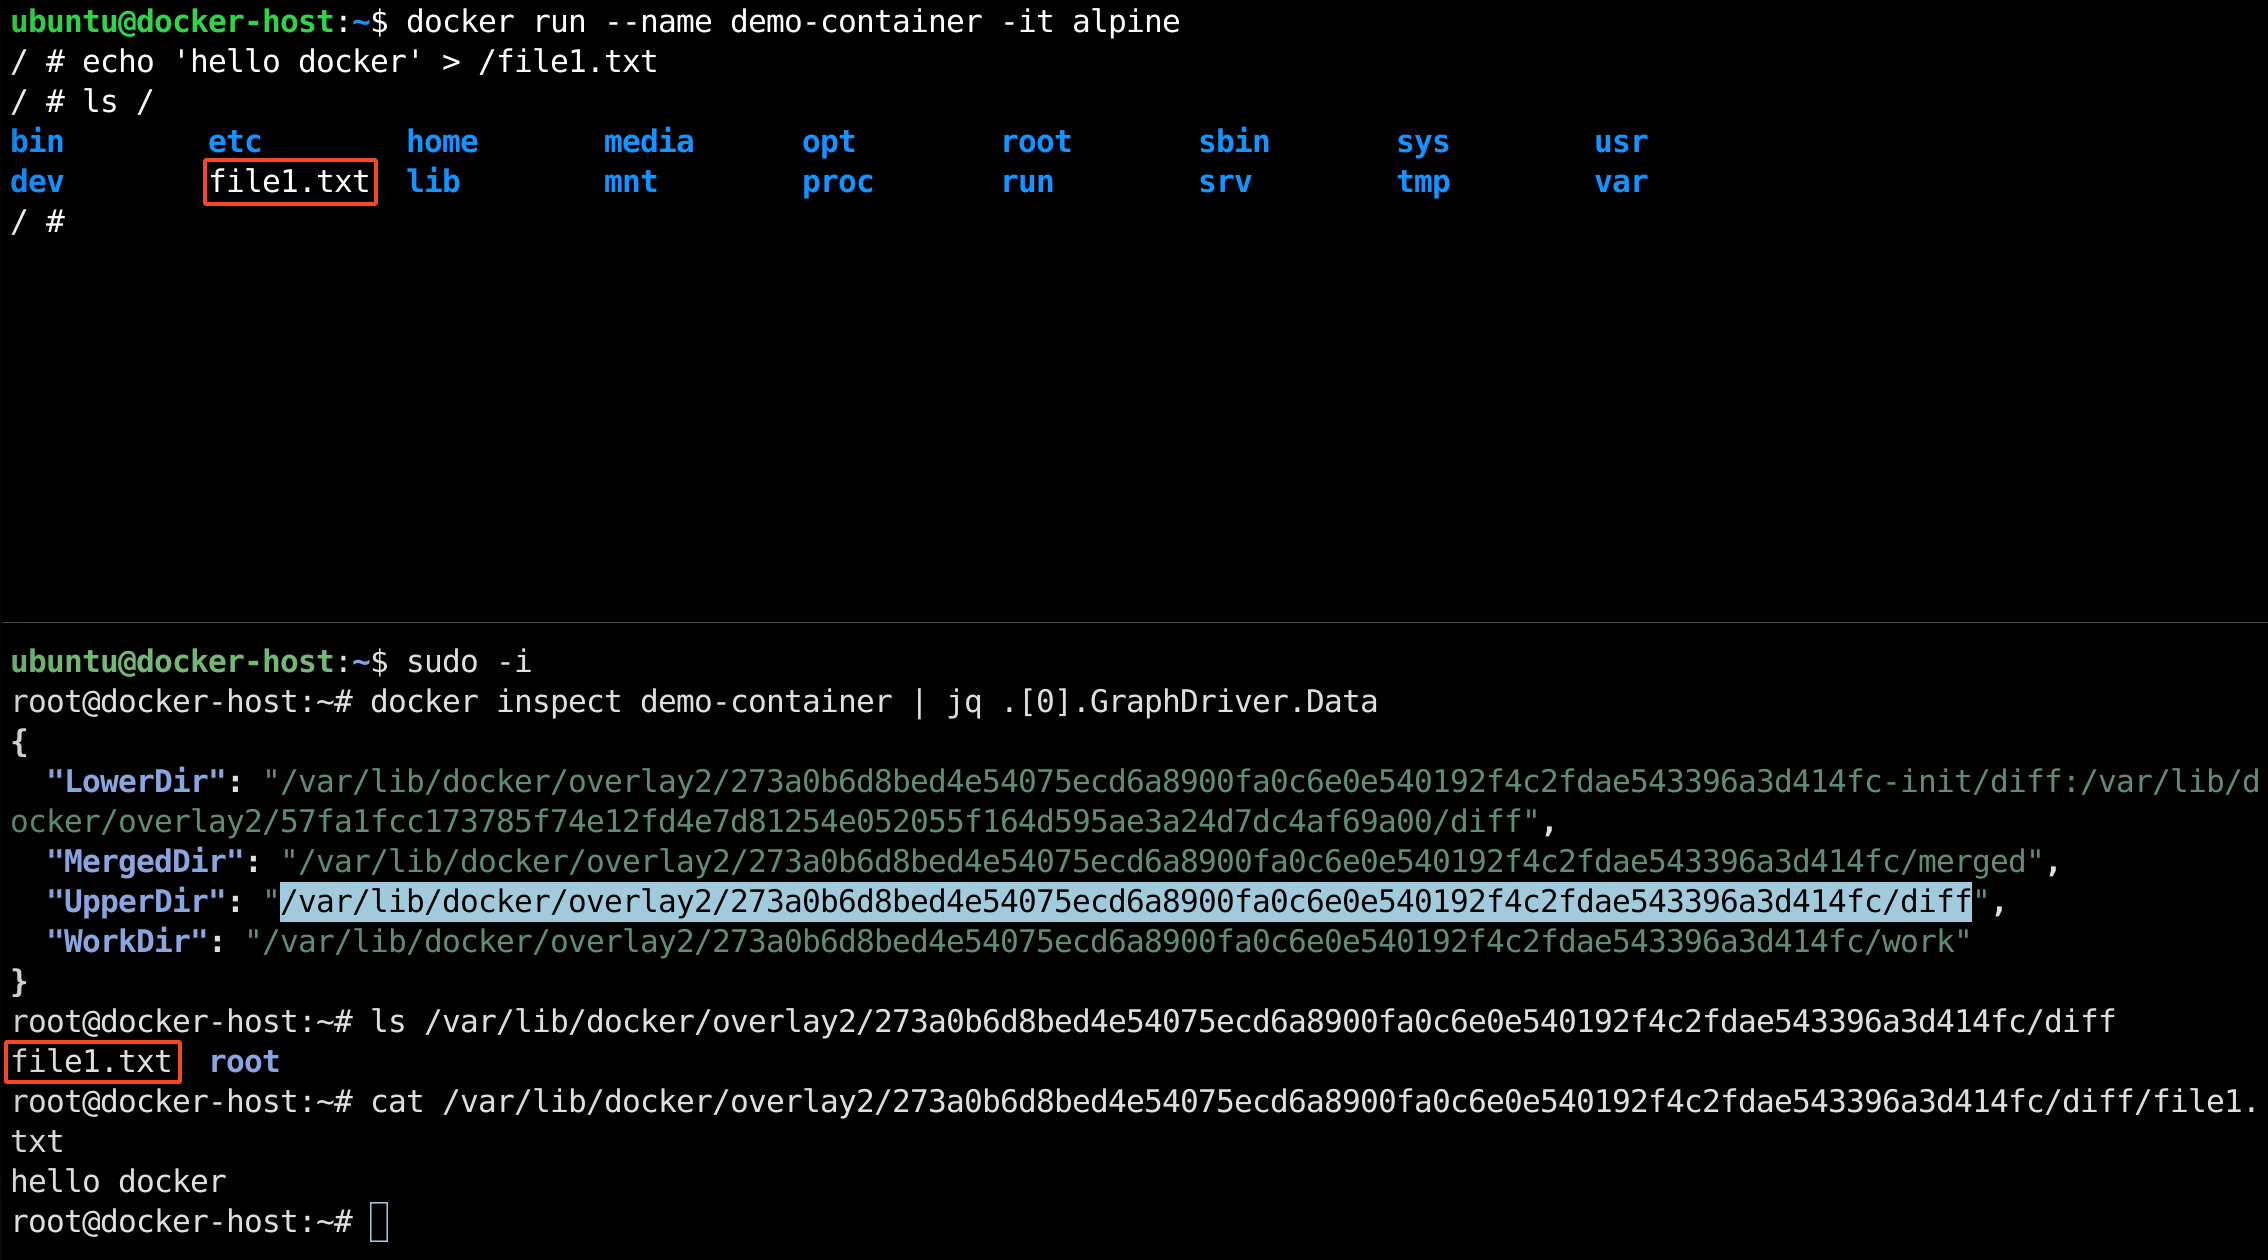 ubuntu@docker-host:~$ docker run --name demo-container -it alpine
/ # echo 'hello docker' > /file1.txt
/ # ls /
bin        etc        home       media      opt        root       sbin       sys        usr
dev        file1.txt  lib        mnt        proc       run        srv        tmp        var
/ #
ubuntu@docker-host:~$ sudo -i
root@docker-host:~# docker inspect demo-container | jq .[0].GraphDriver.Data
{
  "LowerDir": "/var/lib/docker/overlay2/273a0b6d8bed4e54075ecd6a8900fa0c6e0e540192f4c2fdae543396a3d414fc-init/diff:/var/lib/d
ocker/overlay2/57fa1fcc173785f74e12fd4e7d81254e052055f164d595ae3a24d7dc4af69a00/diff",
  "MergedDir": "/var/lib/docker/overlay2/273a0b6d8bed4e54075ecd6a8900fa0c6e0e540192f4c2fdae543396a3d414fc/merged",
  "UpperDir": "/var/lib/docker/overlay2/273a0b6d8bed4e54075ecd6a8900fa0c6e0e540192f4c2fdae543396a3d414fc/diff",
  "WorkDir": "/var/lib/docker/overlay2/273a0b6d8bed4e54075ecd6a8900fa0c6e0e540192f4c2fdae543396a3d414fc/work"
}
root@docker-host:~# ls /var/lib/docker/overlay2/273a0b6d8bed4e54075ecd6a8900fa0c6e0e540192f4c2fdae543396a3d414fc/diff
file1.txt  root
root@docker-host:~# cat /var/lib/docker/overlay2/273a0b6d8bed4e54075ecd6a8900fa0c6e0e540192f4c2fdae543396a3d414fc/diff/file1.
txt
hello docker
root@docker-host:~#